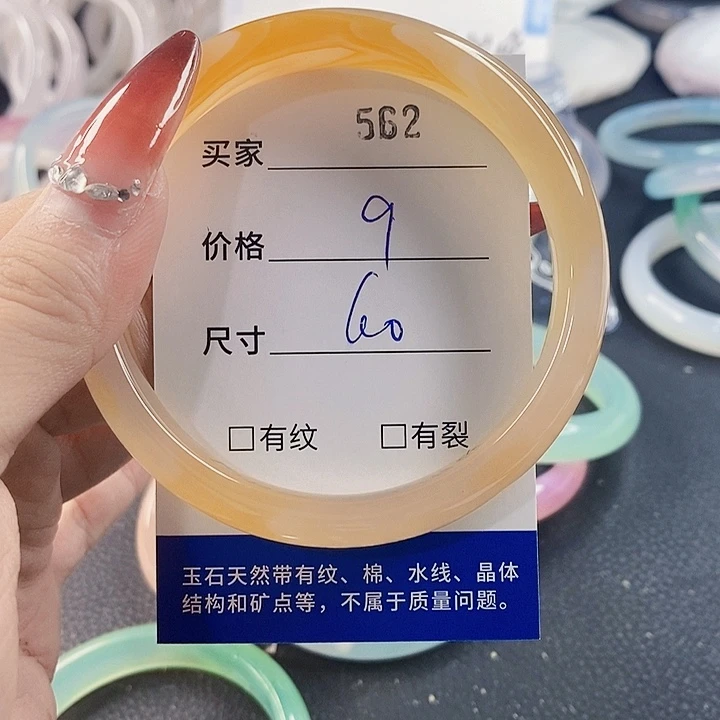 买家 562
价格 9
尺寸 60
□有纹 □有裂
玉石天然带有纹、棉、水线、晶体
结构和矿点等，不属于质量问题。